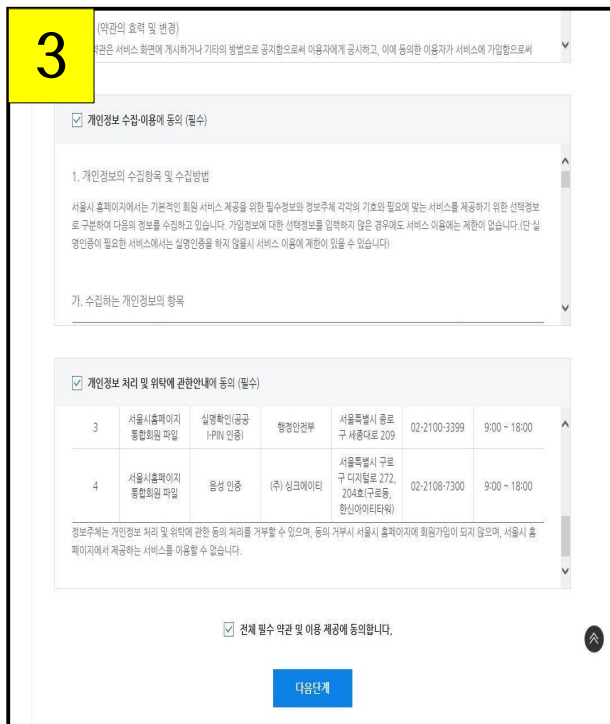 3
(약관의 효력 및 변경)
약관은 서비스 화면에 게시하거나 기타의 방법으로 공지함으로써 이용자에게 공시하고, 이에 동의한 이용자가 서비스에 가입함으로써
개인정보 수집·이용에 동의 (필수)
1. 개인정보의 수집항목 및 수집방법
서울시 홈페이지에서는 기본적인 회원 서비스 제공을 위한 필수정보와 정보주체 각각의 기호와 필요에 맞는 서비스를 제공하기 위한 선택정보
로 구분하여 다음의 정보를 수집하고 있습니다. 가입정보에 대한 선택정보를 입력하지 않은 경우에도 서비스 이용에는 제한이 없습니다.(단 실
명인증이 필요한 서비스에서는 실명인증을 하지 않을시 서비스 이용에 제한이 있을 수 있습니다)
가. 수집하는 개인정보의 항목
개인정보 처리 및 위탁에 관한안내에 동의 (필수)
3 서울시홈페이지 통합회원 파일 실명확인(공공 I-PIN 인증) 행정안전부 서울특별시 종로구 세종대로 209 02-2100-3399 9:00 ~ 18:00
4 서울시홈페이지 통합회원 파일 음성 인증 (주) 싱크에이티 서울특별시 구로구 디지털로 272, 204호(구로동, 한신아이티타워) 02-2108-7300 9:00 ~ 18:00
정보주체는 개인정보 처리 및 위탁에 관한 동의 처리를 거부할 수 있으며, 동의 거부시 서울시 홈페이지에 회원가입이 되지 않으며, 서울시 홈
페이지에서 제공하는 서비스를 이용할 수 없습니다.
전체 필수 약관 및 이용 제공에 동의합니다.
다음단계